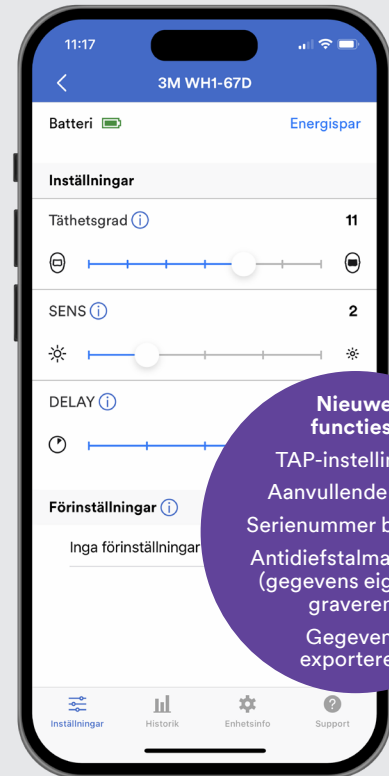 11:17
3M WH1-67D
Batteri
Energispar
Inställningar
Täthetsgrad
11
SENS
2
DELAY
Förinställningar
Inga förinställningar
Nieuwe
functies
TAP-instellin
Aanvullende
Serienummer b
Antidiefstalma
(gegevens eig
graveren
Gegeven
exportere
Inställningar
Historik
Enhetsinfo
Support